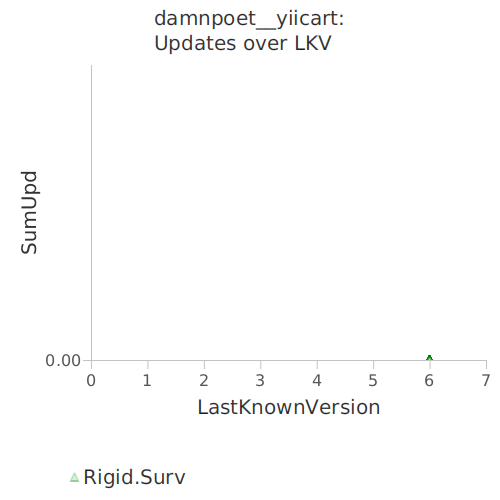 damnpoet__yiicart:
Updates over LKV
SumUpd
0.00
0 1 2 3 4 5 6 7
LastKnownVersion
Rigid.Surv